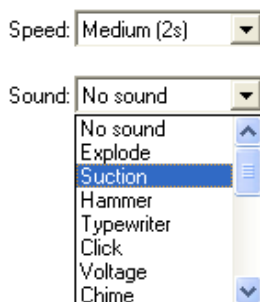 Speed: Medium (2s)
Sound: No sound
No sound
Explode
Suction
Hammer
Typewriter
Click
Voltage
Chime